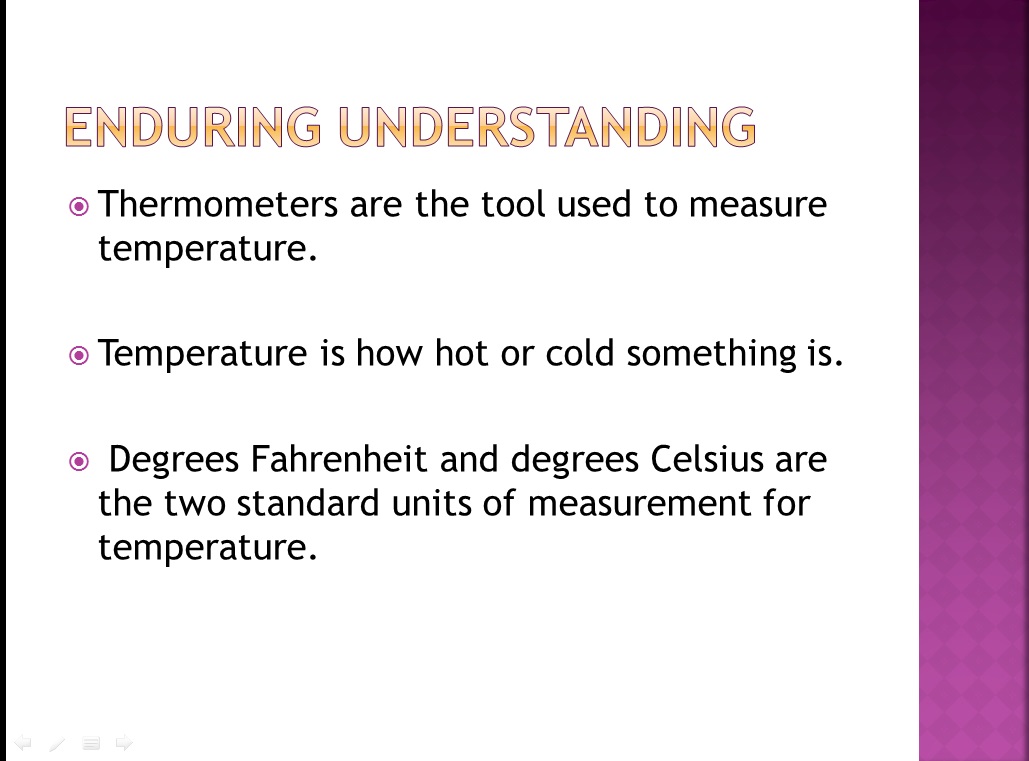 ENDURING UNDERSTANDING
Thermometers are the tool used to measure
temperature.
Temperature is how hot or cold something is.
Degrees Fahrenheit and degrees Celsius are
the two standard units of measurement for
temperature.